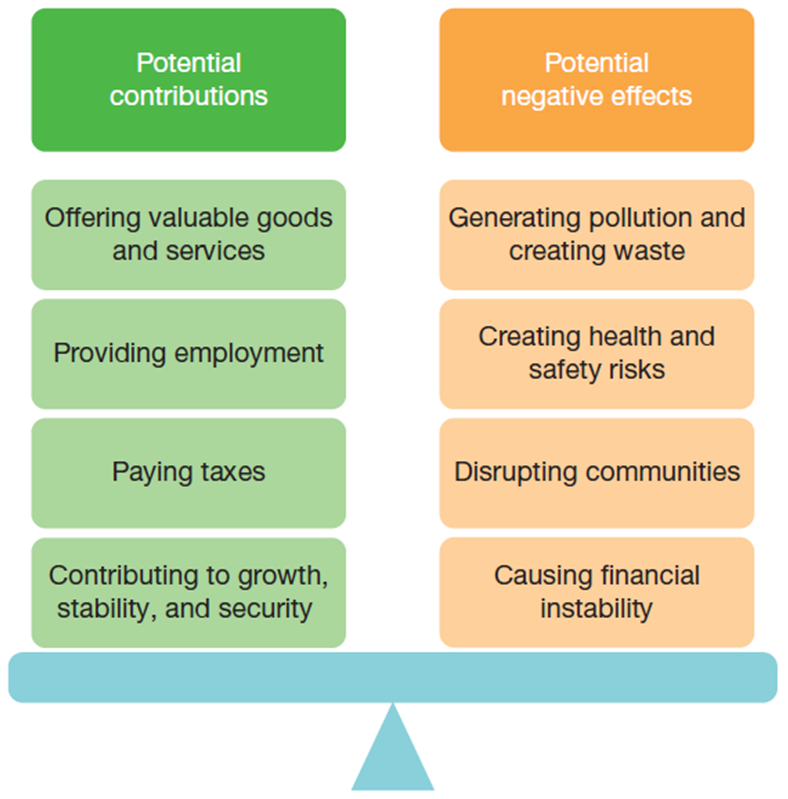 Potential
contributions
Offering valuable goods
and services
Providing employment
Paying taxes
Contributing to growth,
stability, and security
Potential
negative effects
Generating pollution and
creating waste
Creating health and
safety risks
Disrupting communities
Causing financial
instability